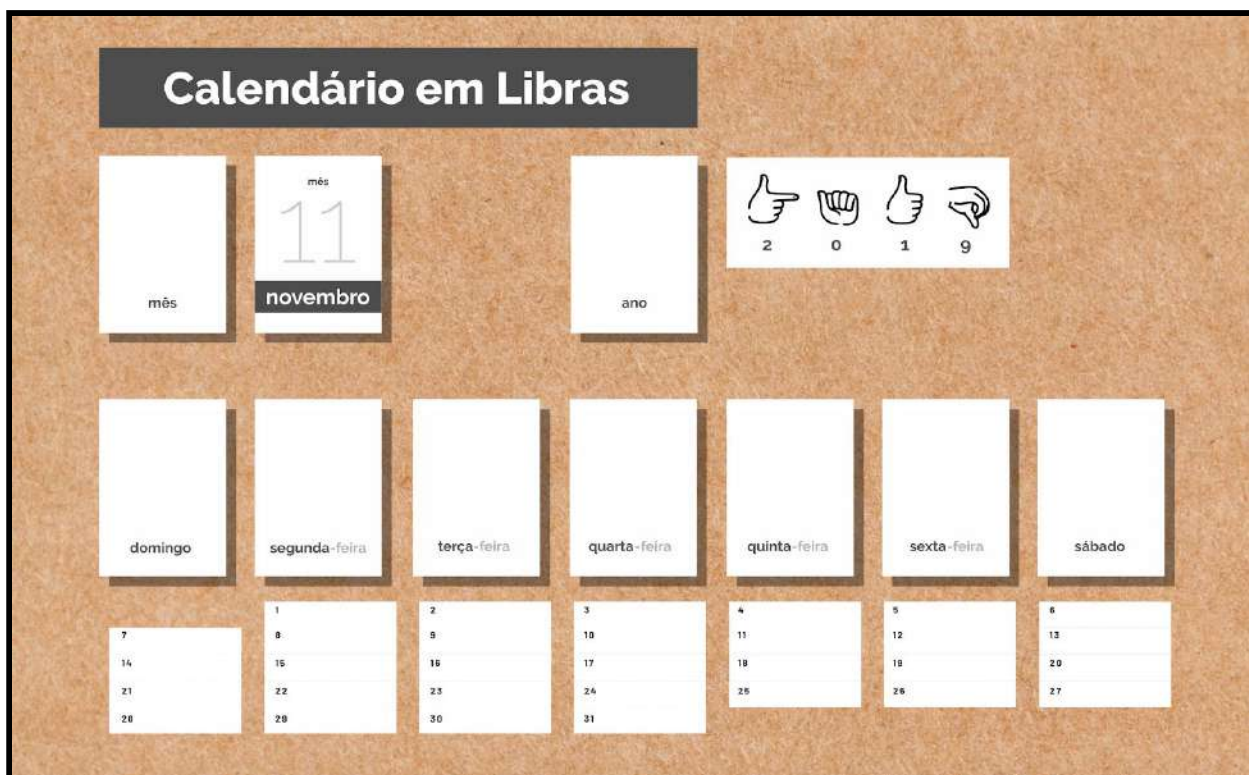 Calendário em Libras
mês
mês
11
novembro
ano
2 0 1 9
domingo segunda-feira terça-feira quarta-feira quinta-feira sexta-feira sábado
1 2 3 4 5 6
7 8 9 10 11 12 13
14 15 16 17 18 19 20
21 22 23 24 25 26 27
28 29 30 31